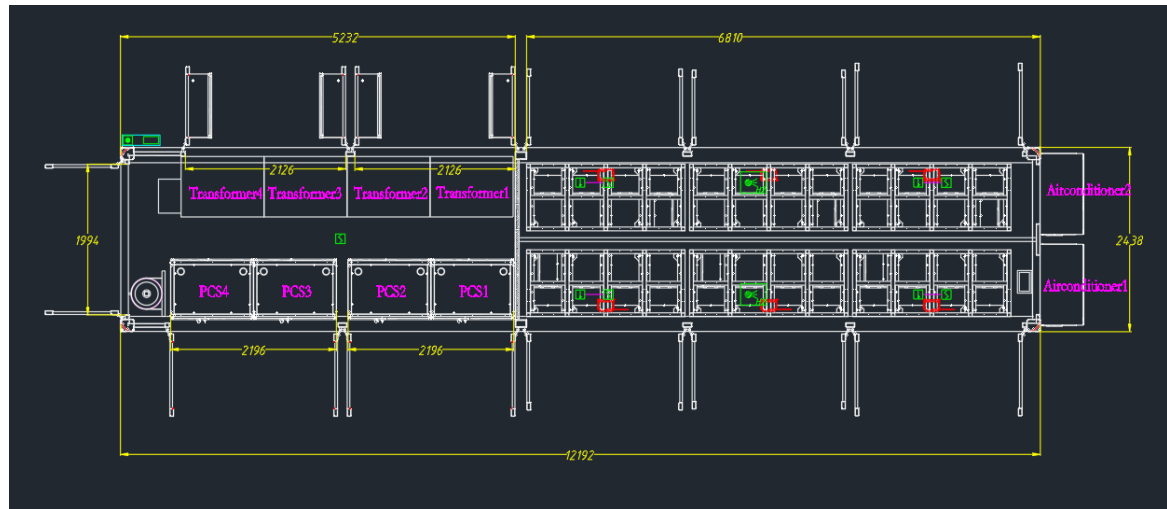 5232
6810
2126
2126
Transformer4
Transformer3
Transformer2
Transformer1
Airconditioner2
1994
2438
PCS4
PCS3
PCS2
PCS1
Airconditioner1
2196
2196
12192